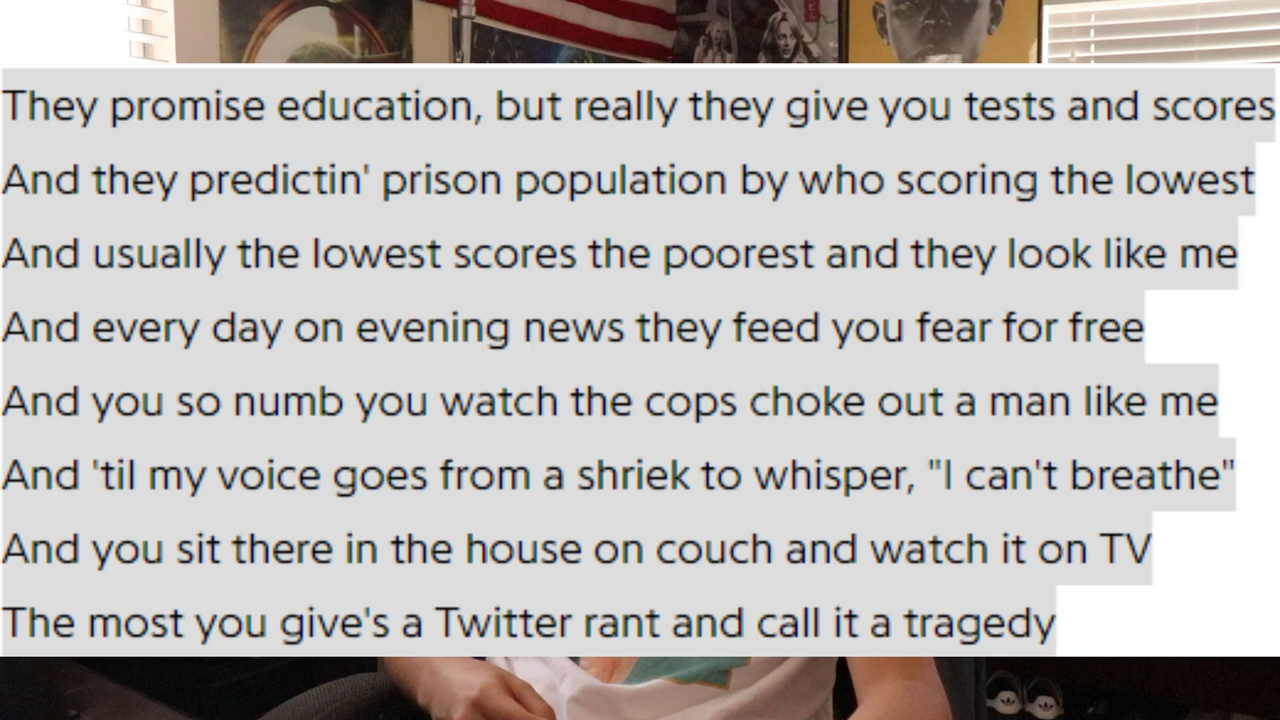 They promise education, but really they give you tests and scores
And they predictin' prison population by who scoring the lowest
And usually the lowest scores the poorest and they look like me
And every day on evening news they feed you fear for free
And you so numb you watch the cops choke out a man like me
And 'til my voice goes from a shriek to whisper, "I can't breathe"
And you sit there in the house on couch and watch it on TV
The most you give's a Twitter rant and call it a tragedy